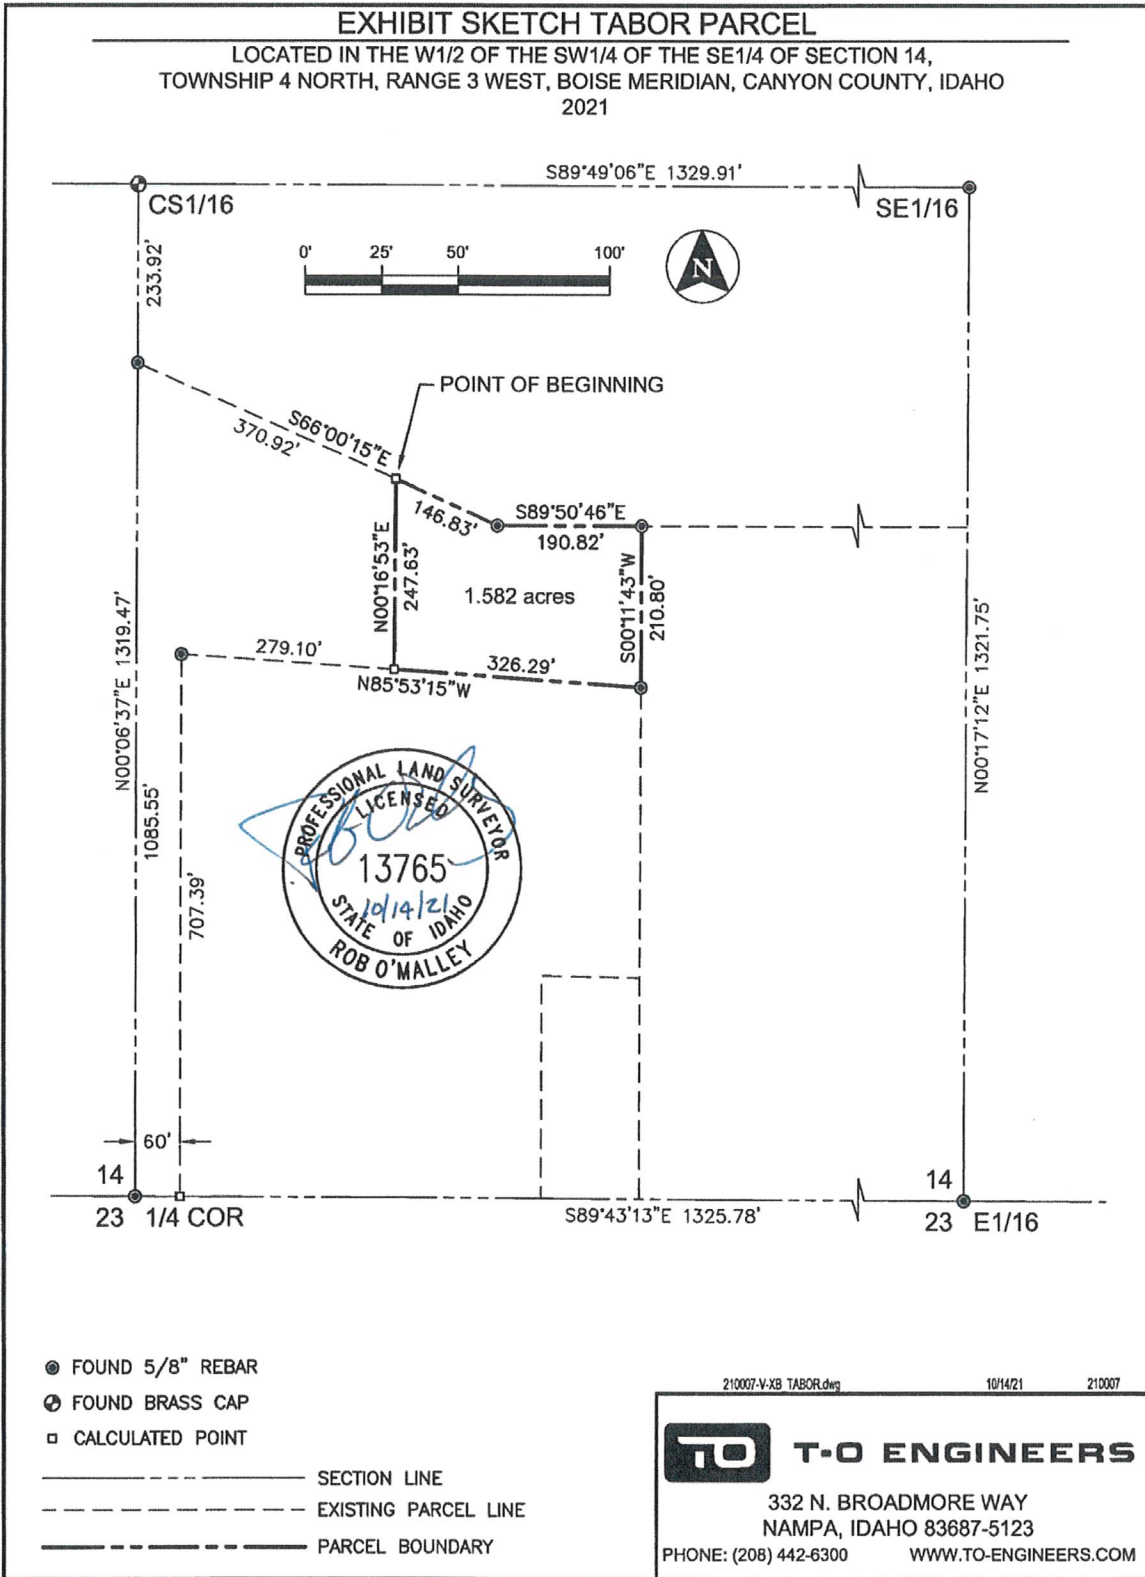 EXHIBIT SKETCH TABOR PARCEL
LOCATED IN THE W1/2 OF THE SW1/4 OF THE SE1/4 OF SECTION 14,
TOWNSHIP 4 NORTH, RANGE 3 WEST, BOISE MERIDIAN, CANYON COUNTY, IDAHO
2021
S89°49'06"E 1329.91'
CS1/16
SE1/16
233.92'
0' 25' 50' 100'
N
POINT OF BEGINNING
S66°00'15"E
370.92'
146.83'
S89°50'46"E
190.82'
N00°16'53"E
247.63'
1.582 acres
S00°11'43"W
210.80'
279.10'
326.29'
N85°53'15"W
N00°06'37"E 1319.47'
1085.55'
707.39'
N00°17'12"E 1321.75'
PROFESSIONAL LAND SURVEYOR
LICENSED
13765
10/14/21
STATE OF IDAHO
ROB O'MALLEY
60'
14
23 1/4 COR
S89°43'13"E 1325.78'
14
23 E1/16
FOUND 5/8" REBAR
FOUND BRASS CAP
CALCULATED POINT
SECTION LINE
EXISTING PARCEL LINE
PARCEL BOUNDARY
210007-V-XB TABOR.dwg 10/14/21 210007
TO T-O ENGINEERS
332 N. BROADMORE WAY
NAMPA, IDAHO 83687-5123
PHONE: (208) 442-6300 WWW.TO-ENGINEERS.COM